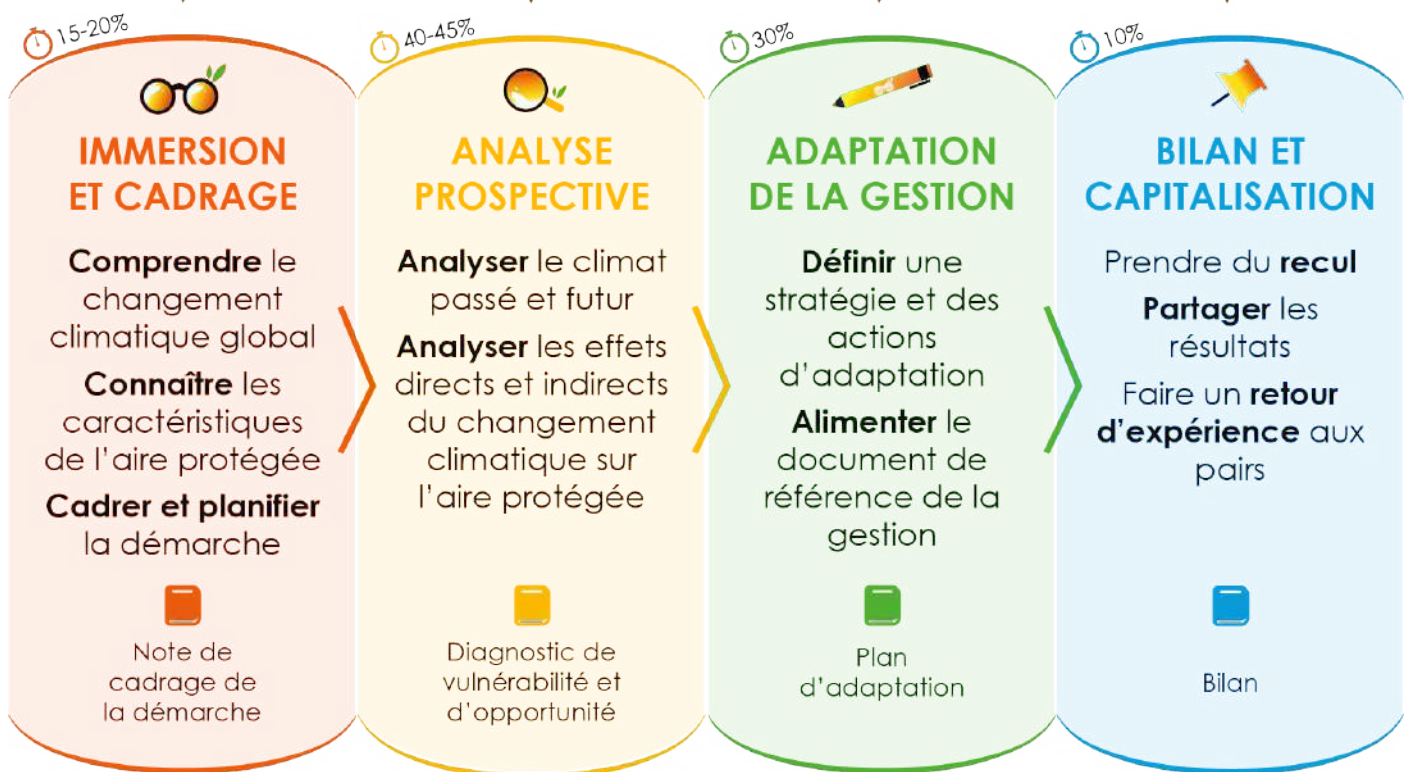 15-20%
IMMERSION
ET CADRAGE
Comprendre le
changement
climatique global
Connaître les
caractéristiques
de l'aire protégée
Cadrer et planifier
la démarche
Note de
cadrage de
la démarche
40-45%
ANALYSE
PROSPECTIVE
Analyser le climat
passé et futur
Analyser les effets
directs et indirects
du changement
climatique sur
l'aire protégée
Diagnostic de
vulnérabilité et
d'opportunité
30%
ADAPTATION
DE LA GESTION
Définir une
stratégie et des
actions
d'adaptation
Alimenter le
document de
référence de la
gestion
Plan
d'adaptation
10%
BILAN ET
CAPITALISATION
Prendre du recul
Partager les
résultats
Faire un retour
d'expérience aux
pairs
Bilan